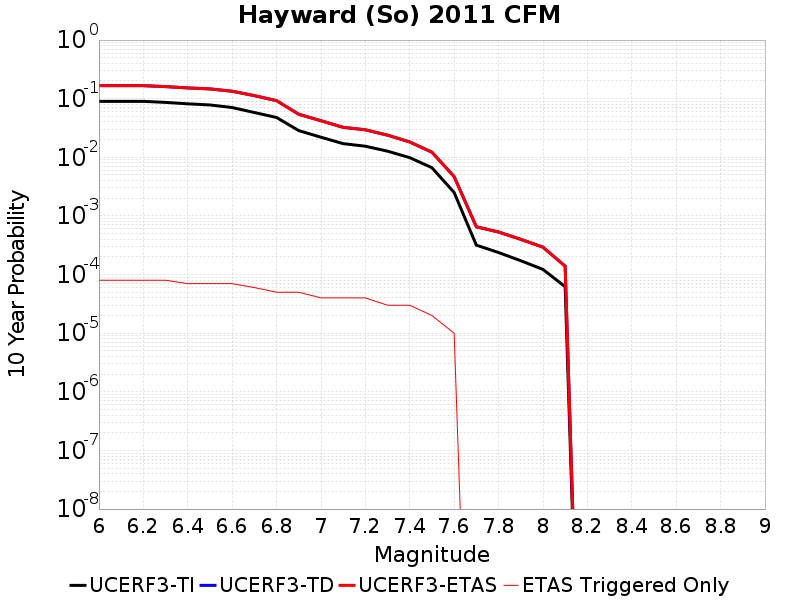 Hayward (So) 2011 CFM
10 Year Probability
10^0
10^-1
10^-2
10^-3
10^-4
10^-5
10^-6
10^-7
10^-8
6 6.2 6.4 6.6 6.8 7 7.2 7.4 7.6 7.8 8 8.2 8.4 8.6 8.8 9
Magnitude
UCERF3-TI UCERF3-TD UCERF3-ETAS ETAS Triggered Only